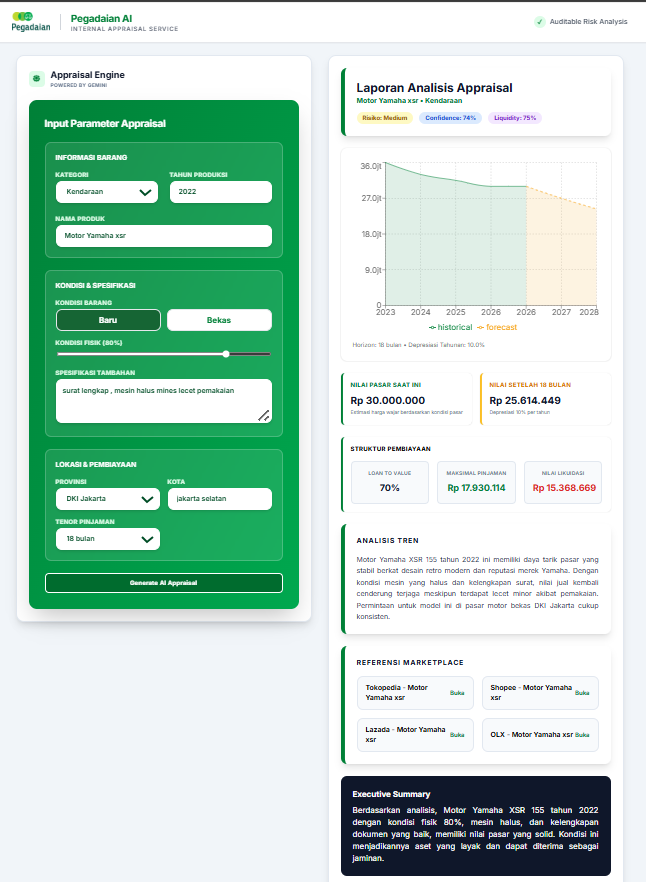 Pegadaian
Pegadaian AI
INTERNAL APPRAISAL SERVICE
Auditable Risk Analysis
Appraisal Engine
POWERED BY GEMINI
Input Parameter Appraisal
INFORMASI BARANG
KATEGORI
TAHUN PRODUKSI
Kendaraan
2022
NAMA PRODUK
Motor Yamaha xsr
KONDISI & SPESIFIKASI
KONDISI BARANG
Baru
Bekas
KONDISI FISIK (80%)
SPESIFIKASI TAMBAHAN
surat lengkap , mesin halus mines lecet pemakaian
LOKASI & PEMBIAYAAN
PROVINSI
KOTA
DKI Jakarta
jakarta selatan
TENOR PINJAMAN
18 bulan
Generate AI Appraisal
Laporan Analisis Appraisal
Motor Yamaha xsr • Kendaraan
Risiko: Medium
Confidence: 74%
Liquidity: 75%
36.0jt
27.0jt
18.0jt
9.0jt
0
2023 2024 2025 2026 2026 2027 2028
historical forecast
Horizon: 18 bulan • Depresiasi Tahunan: 10.0%
NILAI PASAR SAAT INI
Rp 30.000.000
Estimasi harga wajar berdasarkan kondisi pasar
NILAI SETELAH 18 BULAN
Rp 25.614.449
Depresiasi 10% per tahun
STRUKTUR PEMBIAYAAN
LOAN TO VALUE
70%
MAKSIMAL PINJAMAN
Rp 17.930.114
NILAI LIKUIDASI
Rp 15.368.669
ANALISIS TREN
Motor Yamaha XSR 155 tahun 2022 ini memiliki daya tarik pasar yang
stabil berkat desain retro modern dan reputasi merek Yamaha. Dengan
kondisi mesin yang halus dan kelengkapan surat, nilai jual kembali
cenderung terjaga meskipun terdapat lecet minor akibat pemakaian.
Permintaan untuk model ini di pasar motor bekas DKI Jakarta cukup
konsisten.
REFERENSI MARKETPLACE
Tokopedia - Motor
Yamaha xsr
Buka
Shopee - Motor Yamaha
xsr
Buka
Lazada - Motor Yamaha
xsr
Buka
OLX - Motor Yamaha xsr
Buka
Executive Summary
Berdasarkan analisis, Motor Yamaha XSR 155 tahun 2022
dengan kondisi fisik 80%, mesin halus, dan kelengkapan
dokumen yang baik, memiliki nilai pasar yang solid. Kondisi ini
menjadikannya aset yang layak dan dapat diterima sebagai
jaminan.